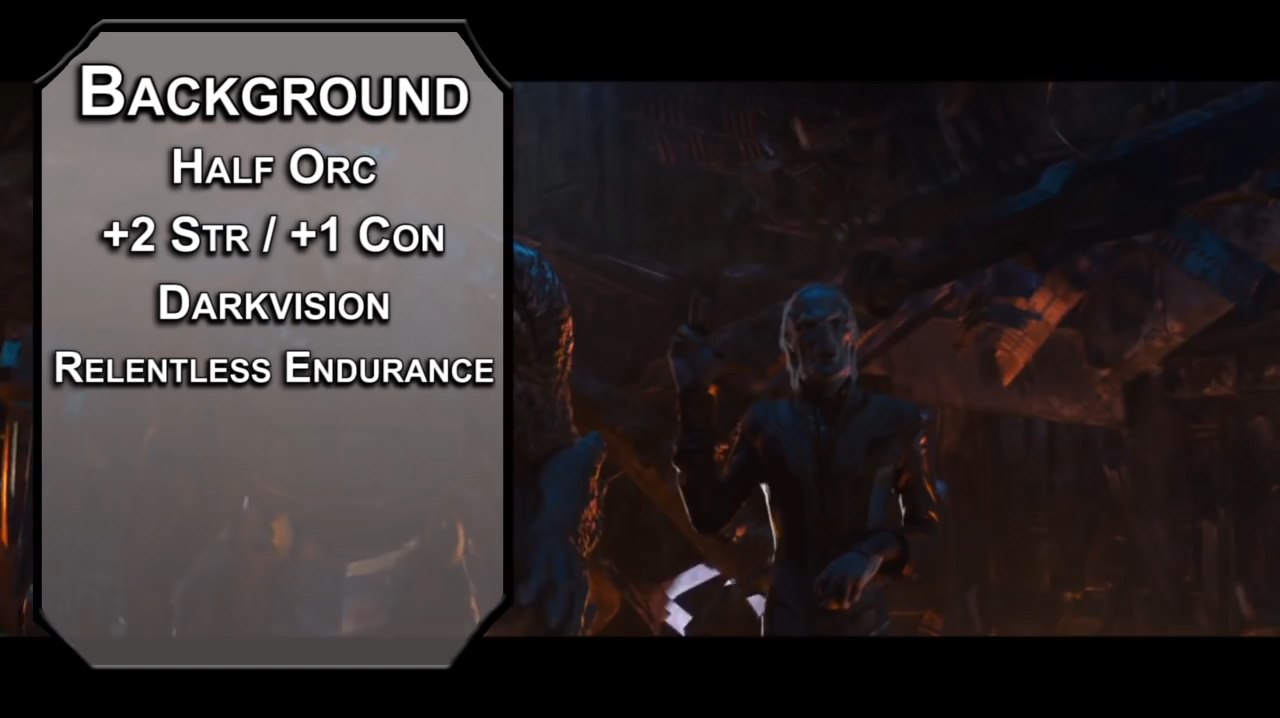 Background
Half Orc
+2 Str / +1 Con
Darkvision
Relentless Endurance